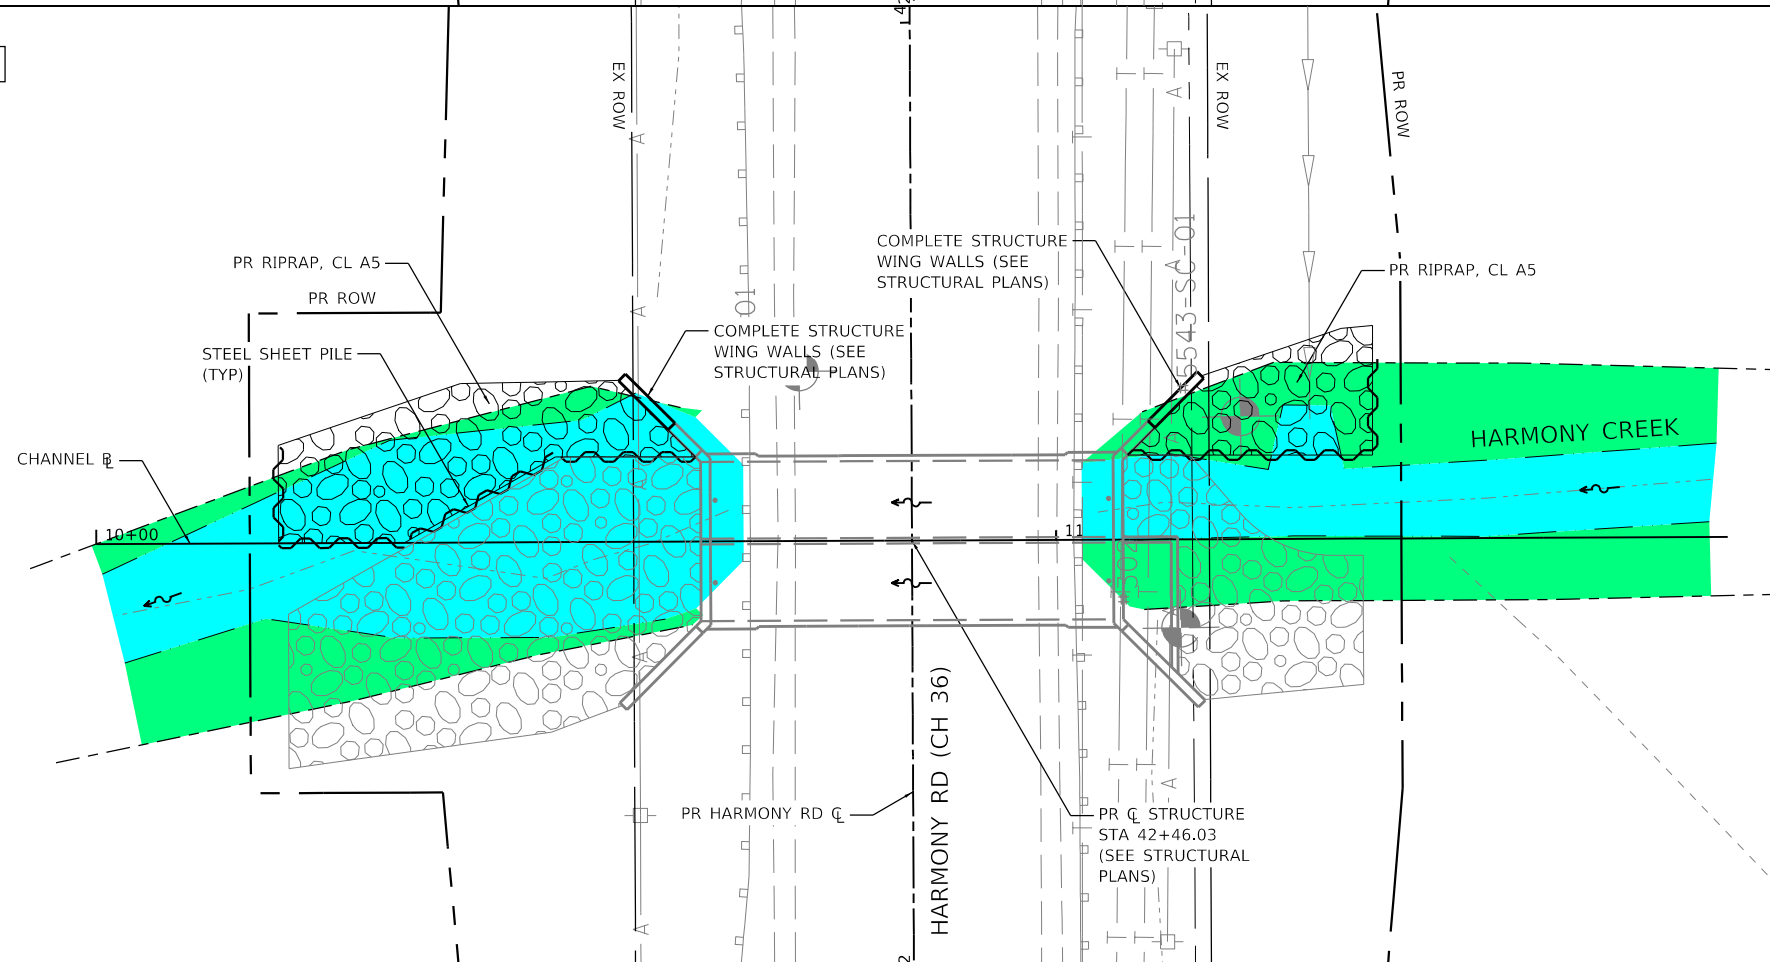 EX ROW
EX ROW
PR ROW
PR RIPRAP, CL A5
PR ROW
STEEL SHEET PILE
(TYP)
CHANNEL ℄
10+00
COMPLETE STRUCTURE
WING WALLS (SEE
STRUCTURAL PLANS)
COMPLETE STRUCTURE
WING WALLS (SEE
STRUCTURAL PLANS)
PR RIPRAP, CL A5
HARMONY CREEK
11
01
A
A
A
A
A
A
A
A
PR HARMONY RD ℄
HARMONY RD (CH 36)
PR ℄ STRUCTURE
STA 42+46.03
(SEE STRUCTURAL
PLANS)